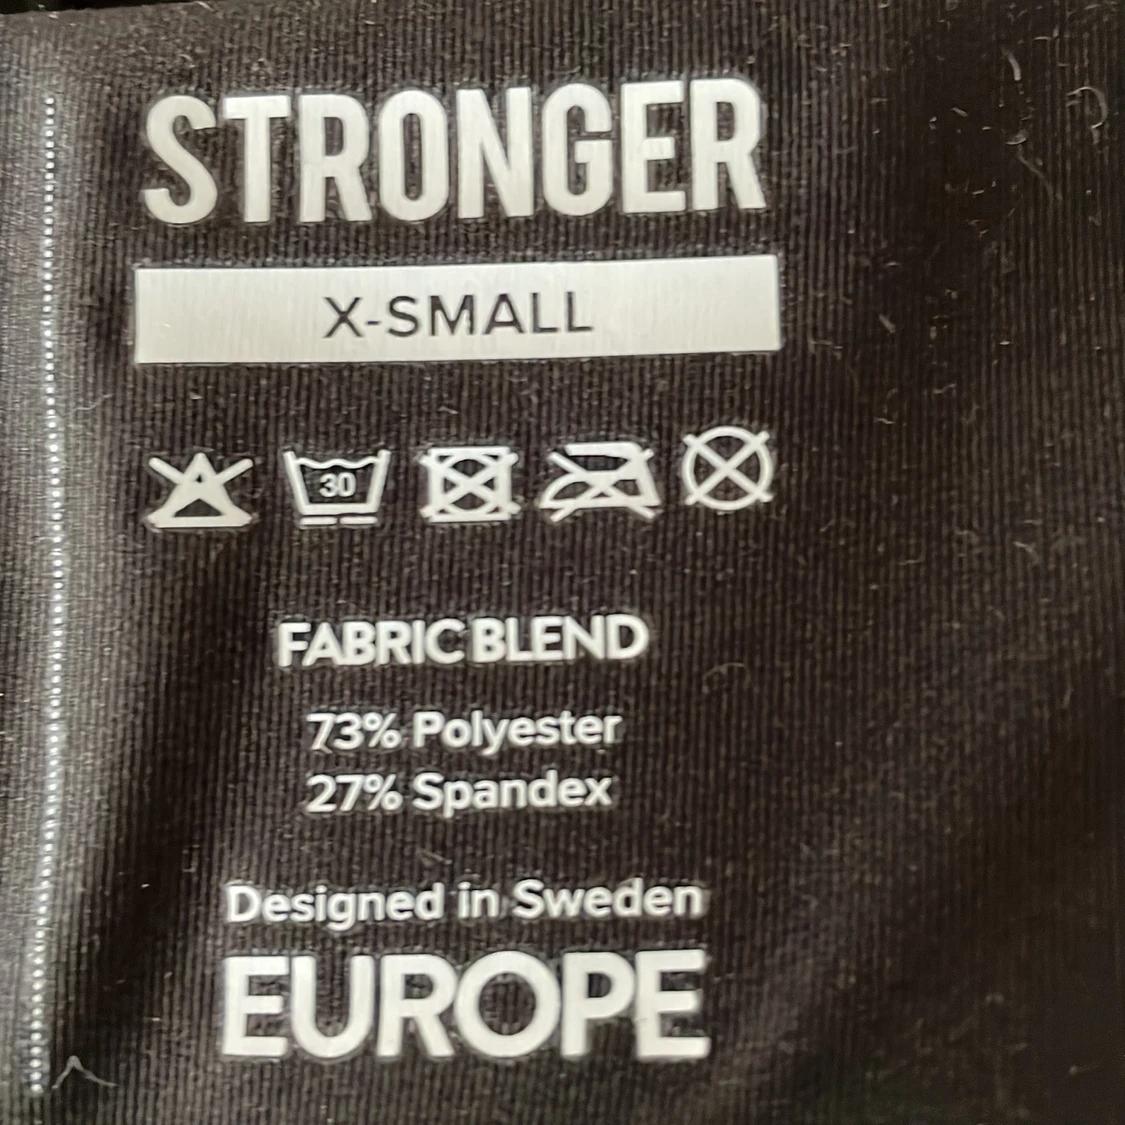 STRONGER
X-SMALL
30
FABRIC BLEND
73% Polyester
27% Spandex
Designed in Sweden
EUROPE